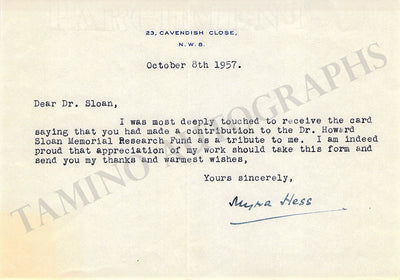 23, CAVENDISH CLOSE,
N.W.8.
October 8th 1957.
Dear Dr. Sloan,
I was most deeply touched to receive the card
saying that you had made a contribution to the Dr. Howard
Sloan Memorial Research Fund as a tribute to me. I am indeed
proud that appreciation of my work should take this form and
send you my thanks and warmest wishes,
Yours sincerely,
Myra Hess
TAMINO AUTOGRAPHS